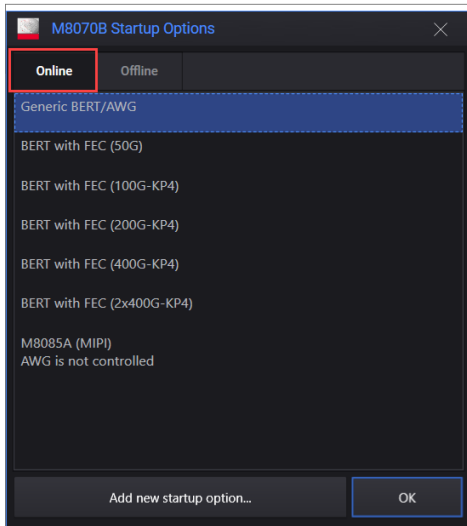 M8070B Startup Options
Online
Offline
Generic BERT/AWG
BERT with FEC (50G)
BERT with FEC (100G-KP4)
BERT with FEC (200G-KP4)
BERT with FEC (400G-KP4)
BERT with FEC (2x400G-KP4)
M8085A (MIPI)
AWG is not controlled
Add new startup option...
OK